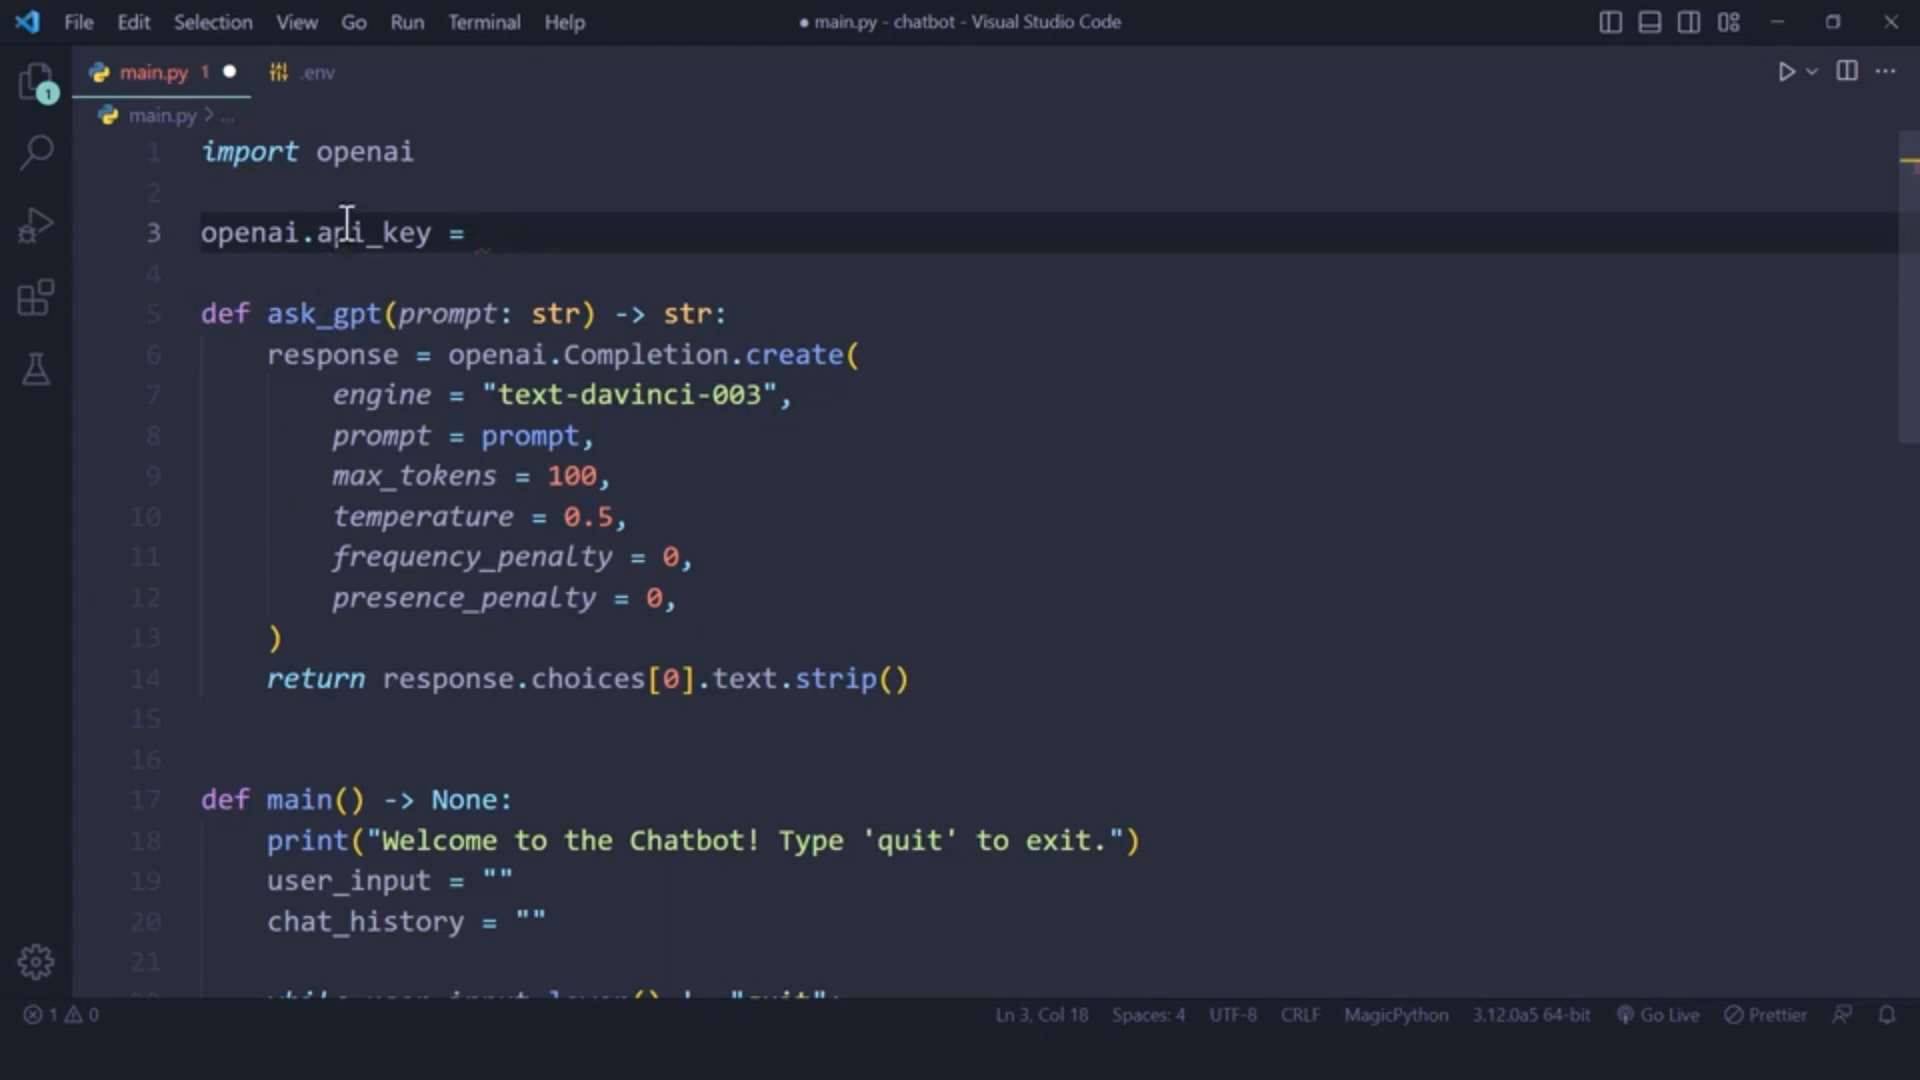 File Edit Selection View Go Run Terminal Help ● main.py - chatbot - Visual Studio Code
main.py 1 .env
main.py > ...
1
1 import openai
2
3 openai.api_key =
4
5 def ask_gpt(prompt: str) -> str:
6 response = openai.Completion.create(
7 engine = "text-davinci-003",
8 prompt = prompt,
9 max_tokens = 100,
10 temperature = 0.5,
11 frequency_penalty = 0,
12 presence_penalty = 0,
13 )
14 return response.choices[0].text.strip()
15
16
17 def main() -> None:
18 print("Welcome to the Chatbot! Type 'quit' to exit.")
19 user_input = ""
20 chat_history = ""
21
1 0 Ln 3, Col 18 Spaces: 4 UTF-8 CRLF MagicPython 3.12.0a5 64-bit Go Live Prettier